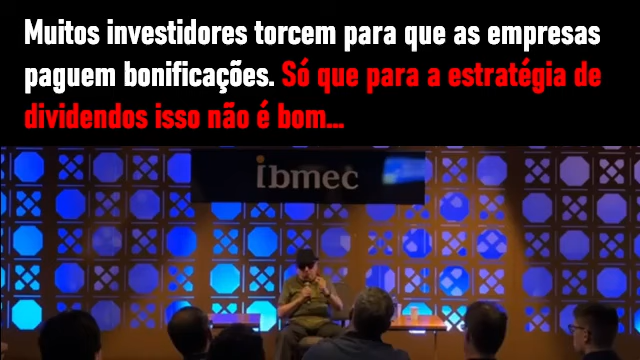 Muitos investidores torcem para que as empresas
paguem bonificações. Só que para a estratégia de
dividendos isso não é bom...
ibmec